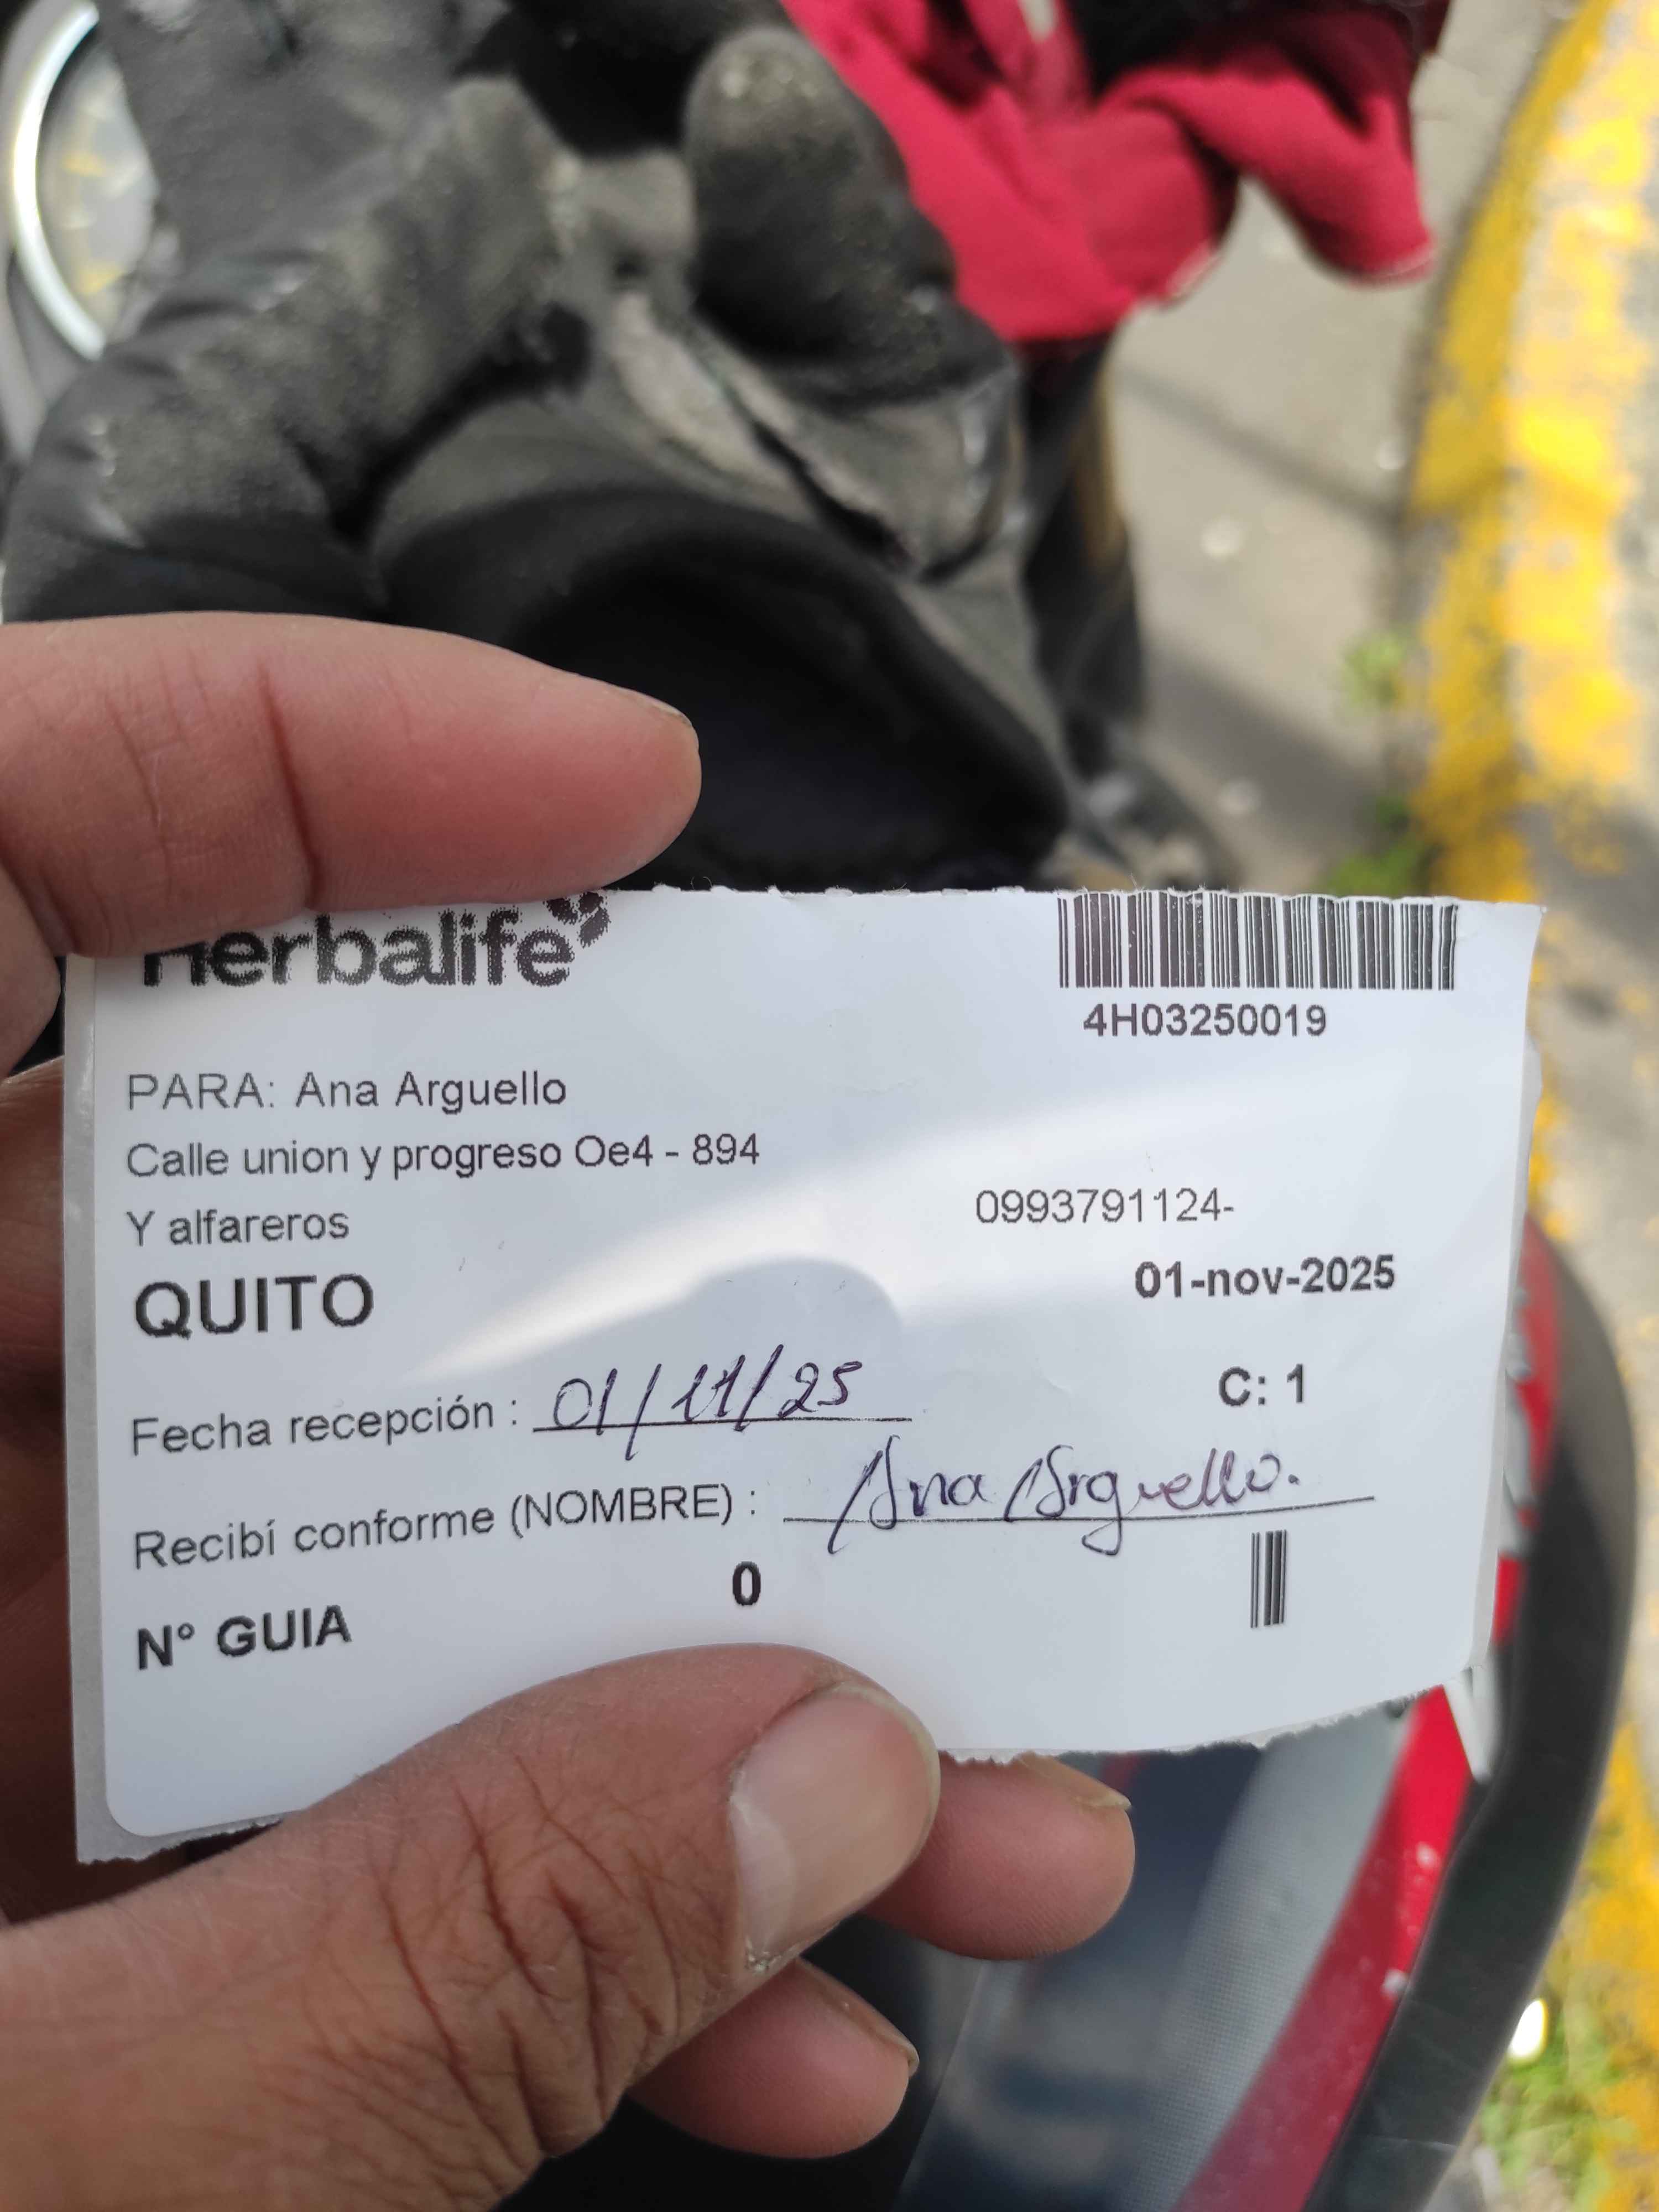 Herbalife
4H03250019
PARA: Ana Arguello
Calle union y progreso Oe4 - 894
Y alfareros
0993791124-
QUITO
01-nov-2025
Fecha recepción : 01/11/25
C: 1
Recibí conforme (NOMBRE) : Ana Arguello.
N° GUIA 0